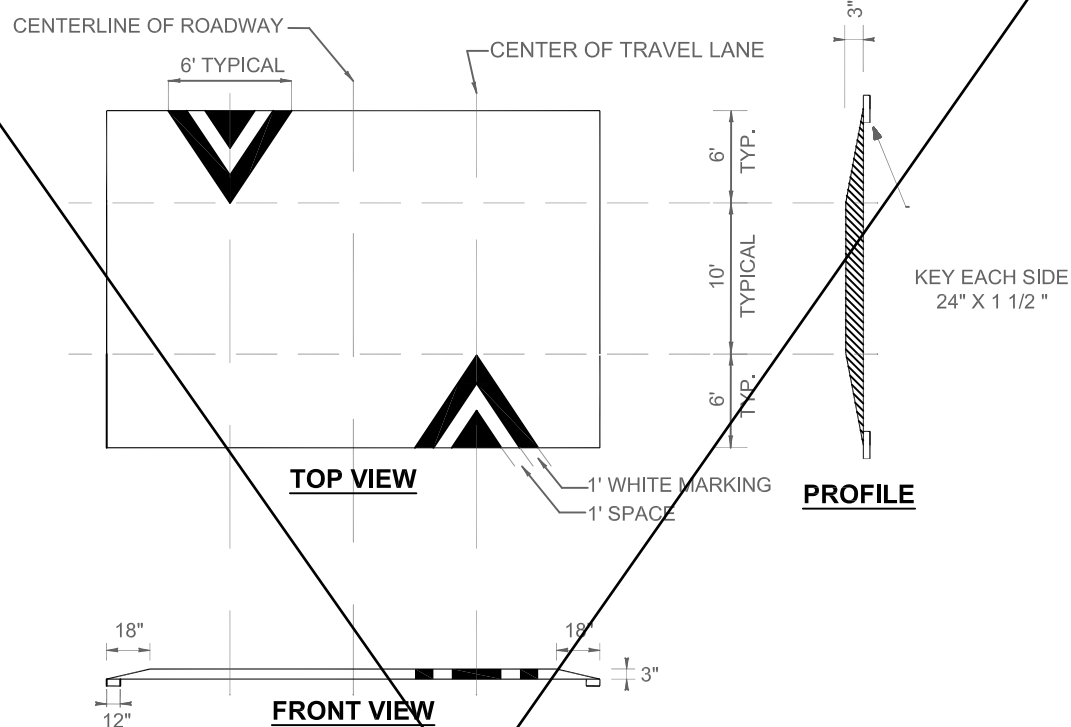 CENTERLINE OF ROADWAY
6' TYPICAL
CENTER OF TRAVEL LANE
3"
6'
TYP.
10'
TYPICAL
6'
TYP.
KEY EACH SIDE
24" X 1 1/2 "
TOP VIEW
1' WHITE MARKING
1' SPACE
PROFILE
18"
18"
3"
12"
FRONT VIEW